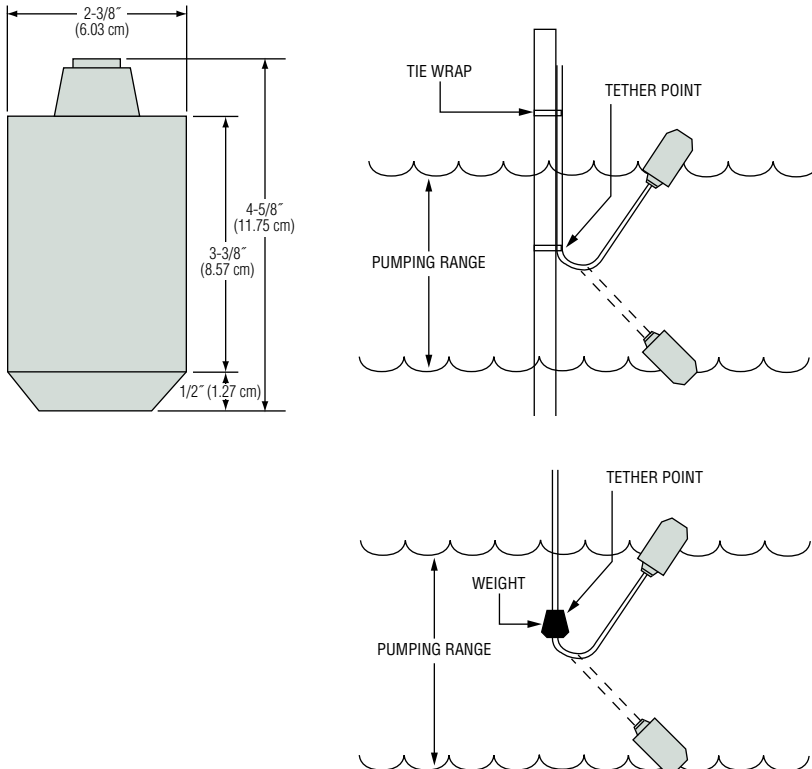 2-3/8″
(6.03 cm)
4-5/8″
(11.75 cm)
3-3/8″
(8.57 cm)
1/2″ (1.27 cm)
TIE WRAP
TETHER POINT
PUMPING RANGE
TETHER POINT
WEIGHT
PUMPING RANGE